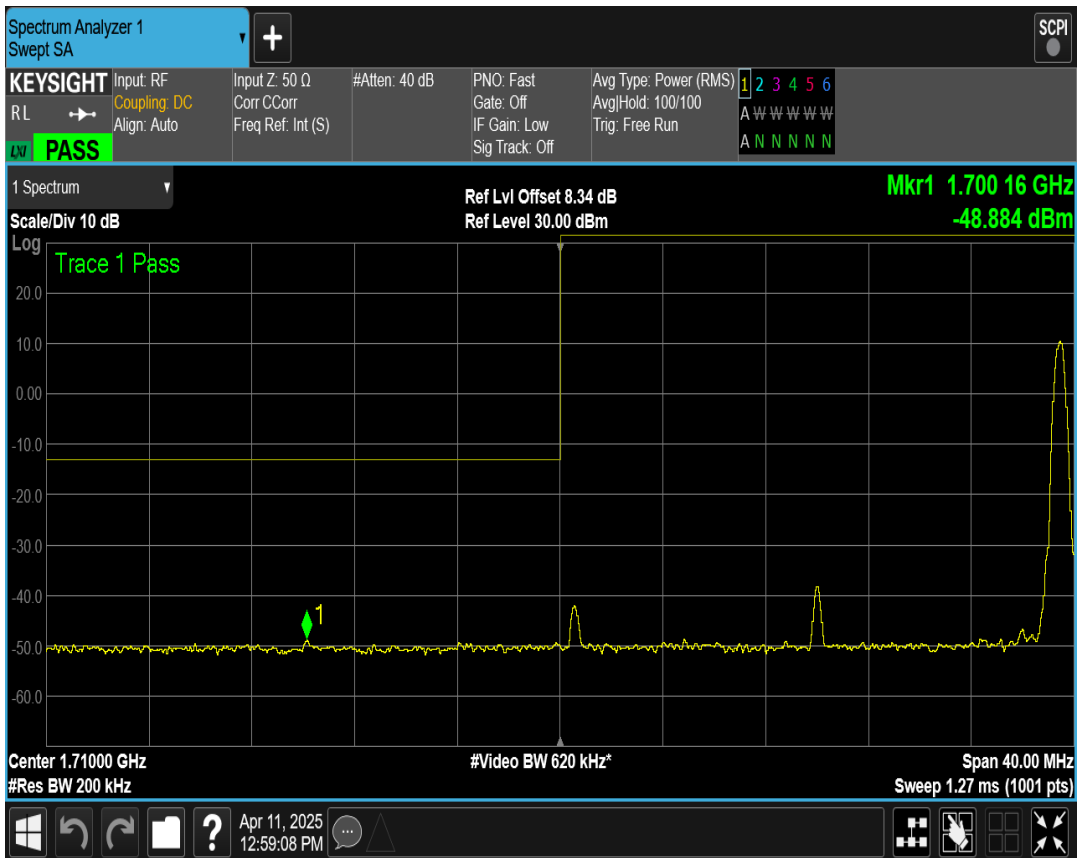 Spectrum Analyzer 1
Swept SA
+
SCPI
KEYSIGHT
RL
LXI PASS
Input: RF
Coupling: DC
Align: Auto
Input Z: 50 Ω
Corr CCorr
Freq Ref: Int (S)
#Atten: 40 dB
PNO: Fast
Gate: Off
IF Gain: Low
Sig Track: Off
Avg Type: Power (RMS)
Avg|Hold: 100/100
Trig: Free Run
1 2 3 4 5 6
A W W W W W
A N N N N N
1 Spectrum
Scale/Div 10 dB
Ref Lvl Offset 8.34 dB
Ref Level 30.00 dBm
Mkr1 1.700 16 GHz
-48.884 dBm
Log
Trace 1 Pass
20.0
10.0
0.00
-10.0
-20.0
-30.0
-40.0
1
-50.0
-60.0
Center 1.71000 GHz
#Res BW 200 kHz
#Video BW 620 kHz*
Span 40.00 MHz
Sweep 1.27 ms (1001 pts)
?
Apr 11, 2025
12:59:08 PM